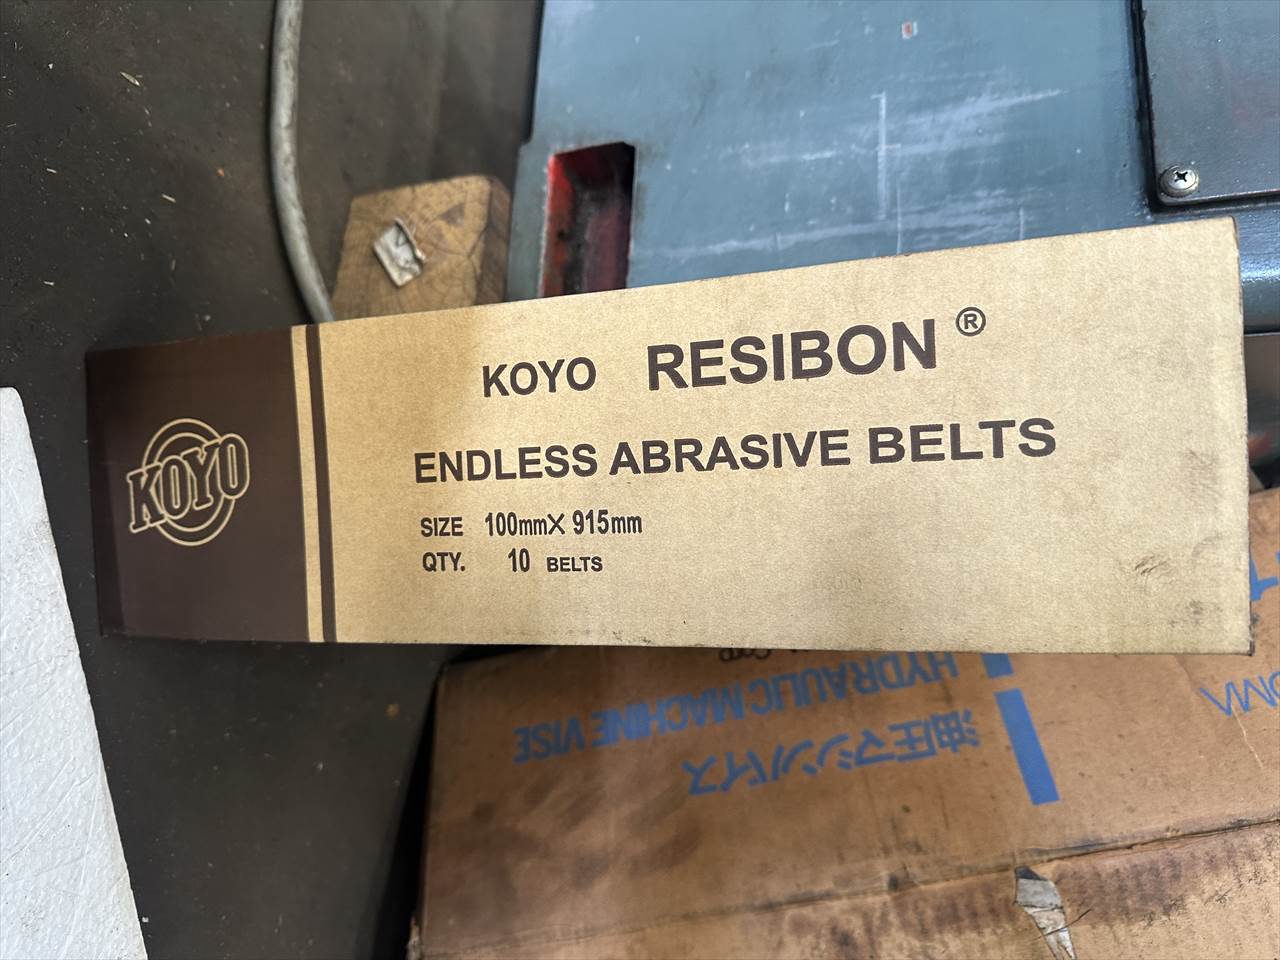 KOYO RESIBON ®
ENDLESS ABRASIVE BELTS
SIZE 100mm X 915mm
QTY. 10 BELTS
KOYO
油圧マシンバイス
HYDRAULIC MACHINE VISE